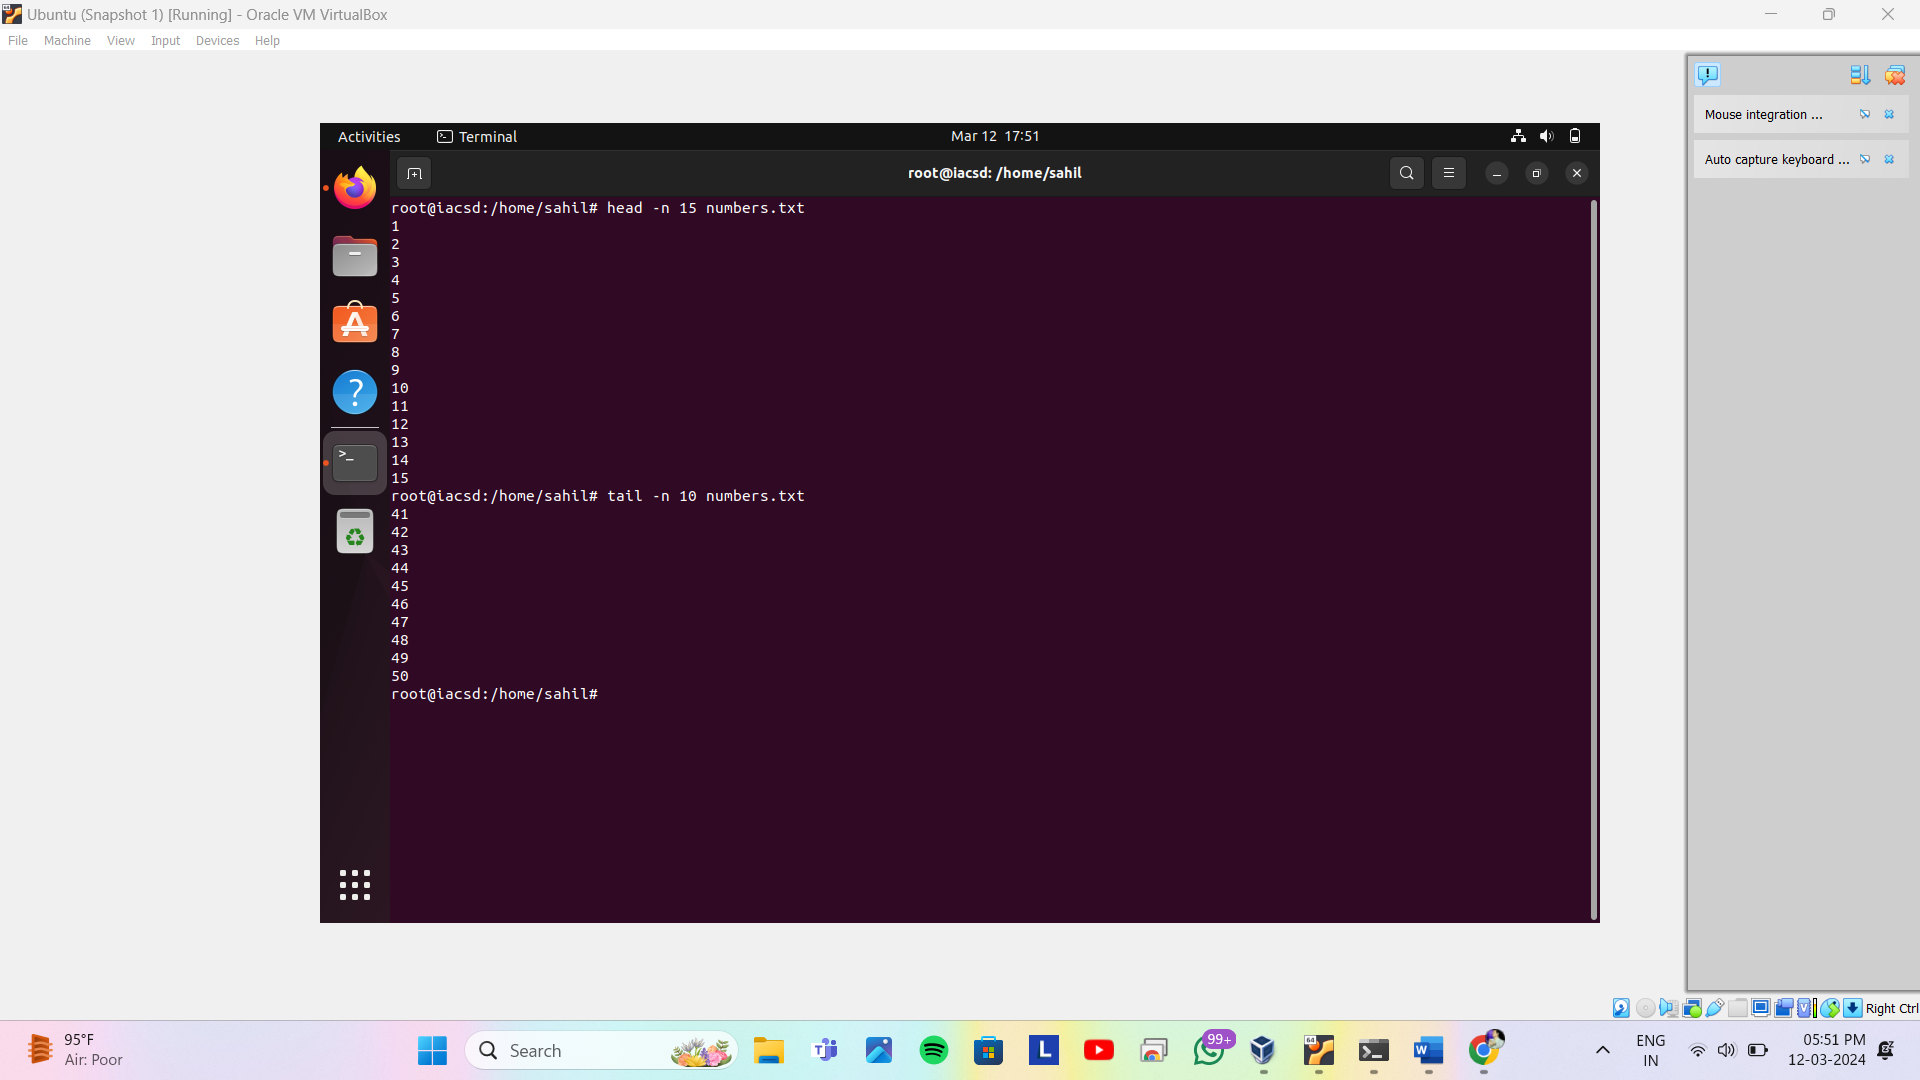 Ubuntu (Snapshot 1) [Running] - Oracle VM VirtualBox
File Machine View Input Devices Help
Mouse integration ...
Auto capture keyboard ...
Activities Terminal Mar 12 17:51
root@iacsd: /home/sahil
root@iacsd:/home/sahil# head -n 15 numbers.txt
1
2
3
4
5
6
7
8
9
10
11
12
13
14
15
root@iacsd:/home/sahil# tail -n 10 numbers.txt
41
42
43
44
45
46
47
48
49
50
root@iacsd:/home/sahil#
Right Ctrl
95°F
Air: Poor
Search
L
99+
64
ENG
IN
05:51 PM
12-03-2024